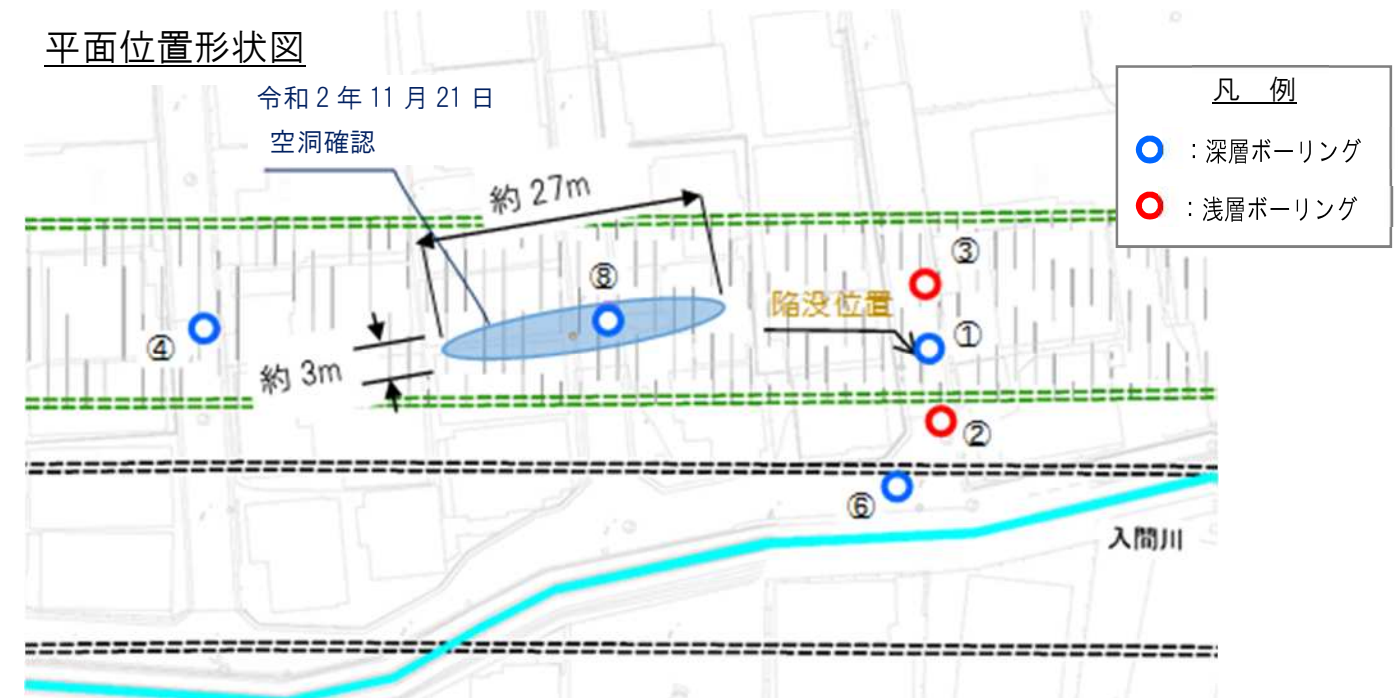 平面位置形状図
令和2年11月21日
空洞確認
凡 例
：深層ボーリング
：浅層ボーリング
約 27m
③
⑧
陥没位置
①
④
約 3m
②
⑥
入間川